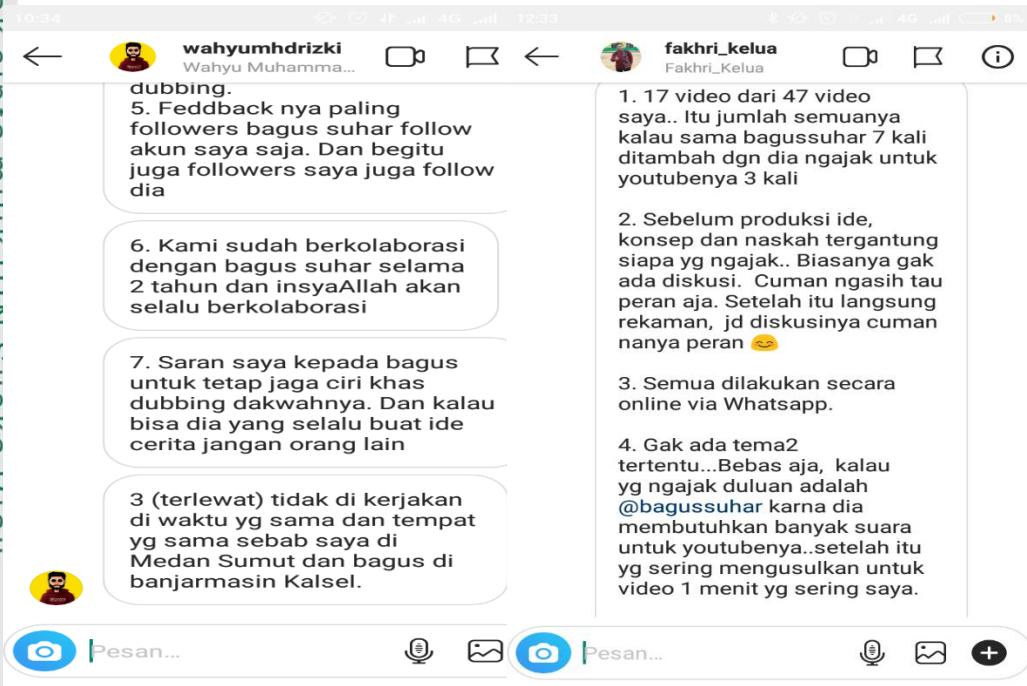 10:34
4G
wahyumhdrizki
Wahyu Muhamma...
dubbing.
5. Feddback nya paling
followers bagus suhar follow
akun saya saja. Dan begitu
juga followers saya juga follow
dia
6. Kami sudah berkolaborasi
dengan bagus suhar selama
2 tahun dan insyaAllah akan
selalu berkolaborasi
7. Saran saya kepada bagus
untuk tetap jaga ciri khas
dubbing dakwahnya. Dan kalau
bisa dia yang selalu buat ide
cerita jangan orang lain
3 (terlewat) tidak di kerjakan
di waktu yg sama dan tempat
yg sama sebab saya di
Medan Sumut dan bagus di
banjarmasin Kalsel.
Pesan...
12:33
4G
8%
fakhri_kelua
Fakhri_Kelua
1. 17 video dari 47 video
saya.. Itu jumlah semuanya
kalau sama bagussuhar 7 kali
ditambah dgn dia ngajak untuk
youtubenya 3 kali
2. Sebelum produksi ide,
konsep dan naskah tergantung
siapa yg ngajak.. Biasanya gak
ada diskusi. Cuman ngasih tau
peran aja. Setelah itu langsung
rekaman, jd diskusinya cuman
nanya peran 😊
3. Semua dilakukan secara
online via Whatsapp.
4. Gak ada tema2
tertentu...Bebas aja, kalau
yg ngajak duluan adalah
@bagussuhar karna dia
membutuhkan banyak suara
untuk youtubenya..setelah itu
yg sering mengusulkan untuk
video 1 menit yg sering saya.
Pesan...